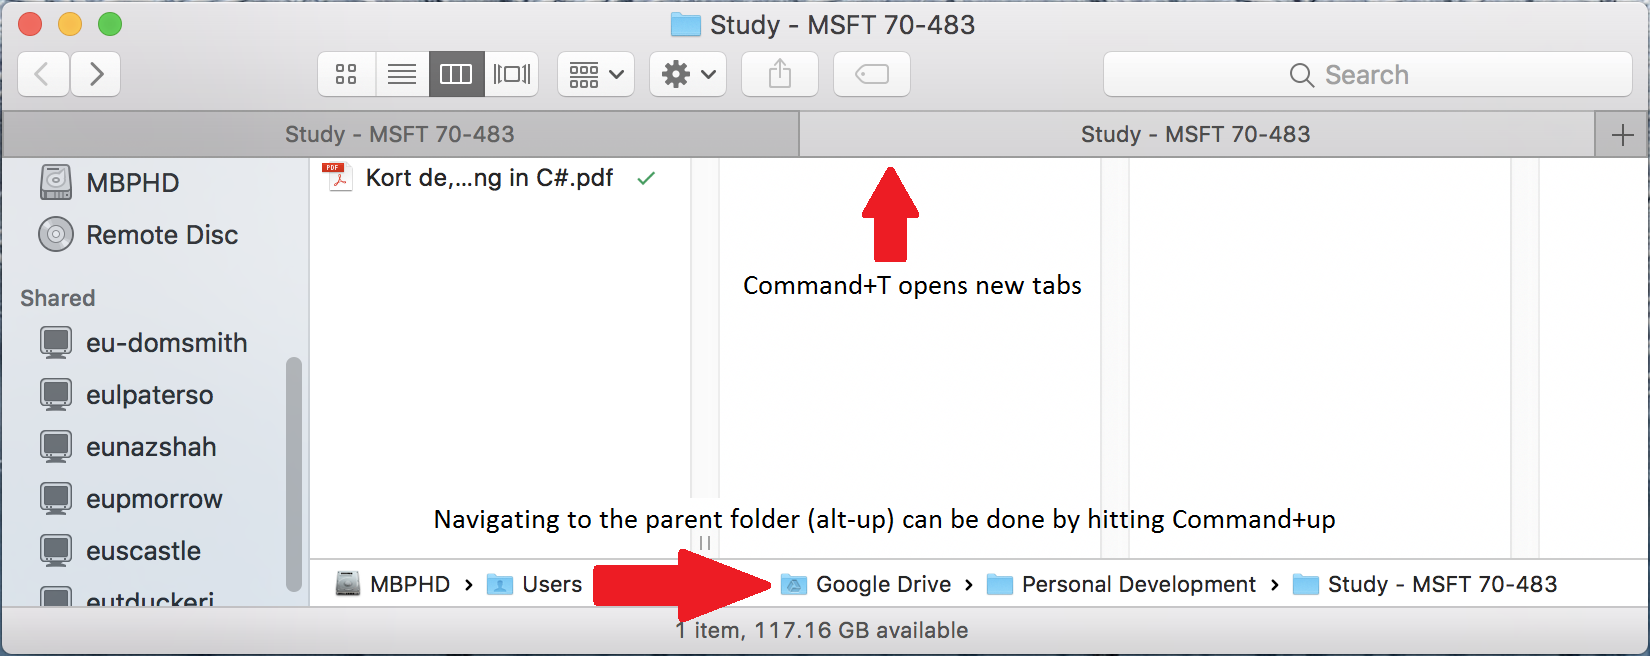 Study - MSFT 70-483
Search
Study - MSFT 70-483
Study - MSFT 70-483
MBPHD
Remote Disc
Shared
eu-domsmith
eulpaterso
eunazshah
eupmorrow
euscastle
eutduckeri
PDF
Kort de,...ng in C#.pdf
Command+T opens new tabs
Navigating to the parent folder (alt-up) can be done by hitting Command+up
MBPHD › Users Google Drive › Personal Development › Study - MSFT 70-483
1 item, 117.16 GB available